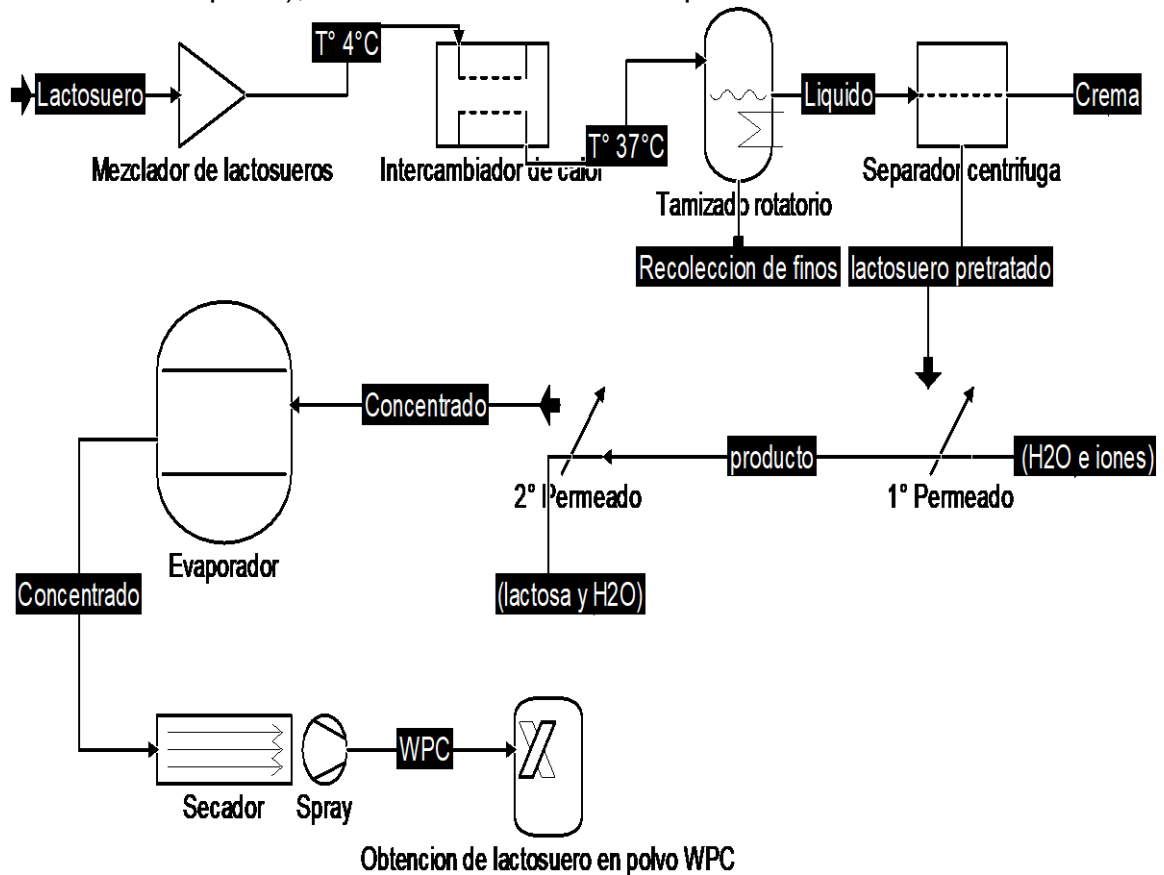 T° 4°C
Lactosuero
Liquido
Crema
T° 37°C
Mezclador de lactosueros
Intercambiador de calor
Separador centrifuga
Tamizado rotatorio
Recoleccion de finos
lactosuero pretratado
Concentrado
producto
(H2O e iones)
2° Permeado
1° Permeado
Evaporador
Concentrado
(lactosa y H2O)
WPC
Secador
Spray
Obtencion de lactosuero en polvo WPC